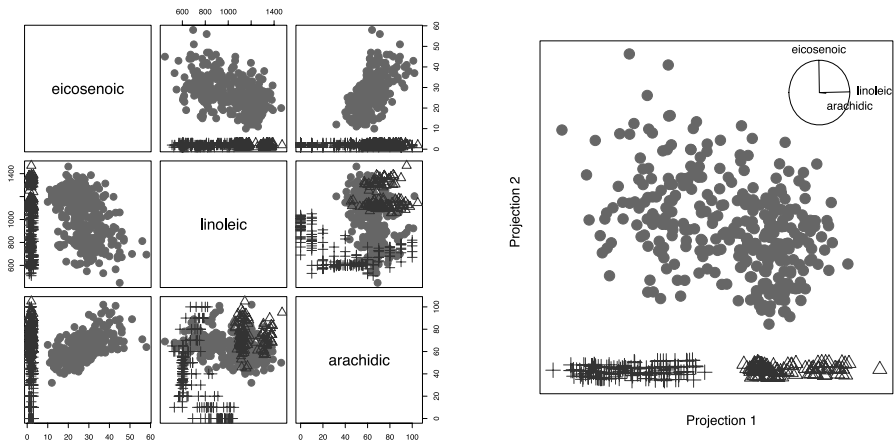 600 1000 1400
eicosenoic
0 10 20 30 40 50 60
600 800 1000 1400
linoleic
arachidic
0 20 40 60 80 100
0 10 20 30 40 50 60
0 20 40 60 80 100
eicosenoic
linoleic
arachidic
Projection 2
Projection 1